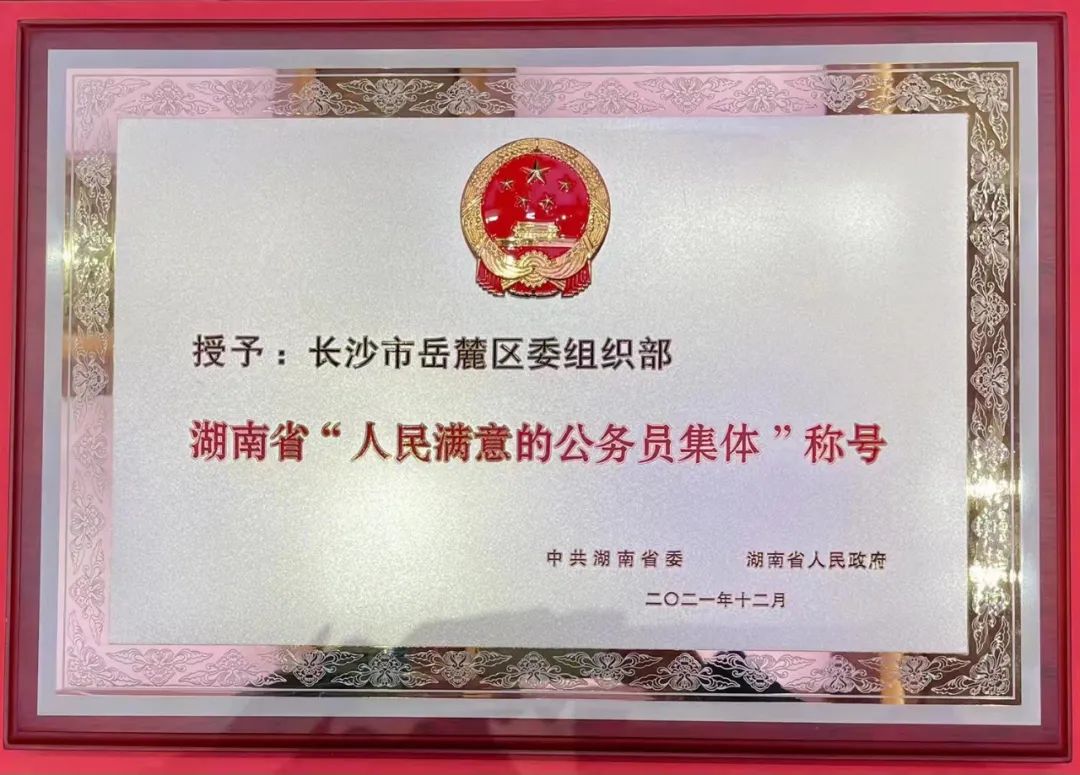 授予：长沙市岳麓区委组织部
湖南省“人民满意的公务员集体”称号
中共湖南省委 湖南省人民政府
二〇二一年十二月